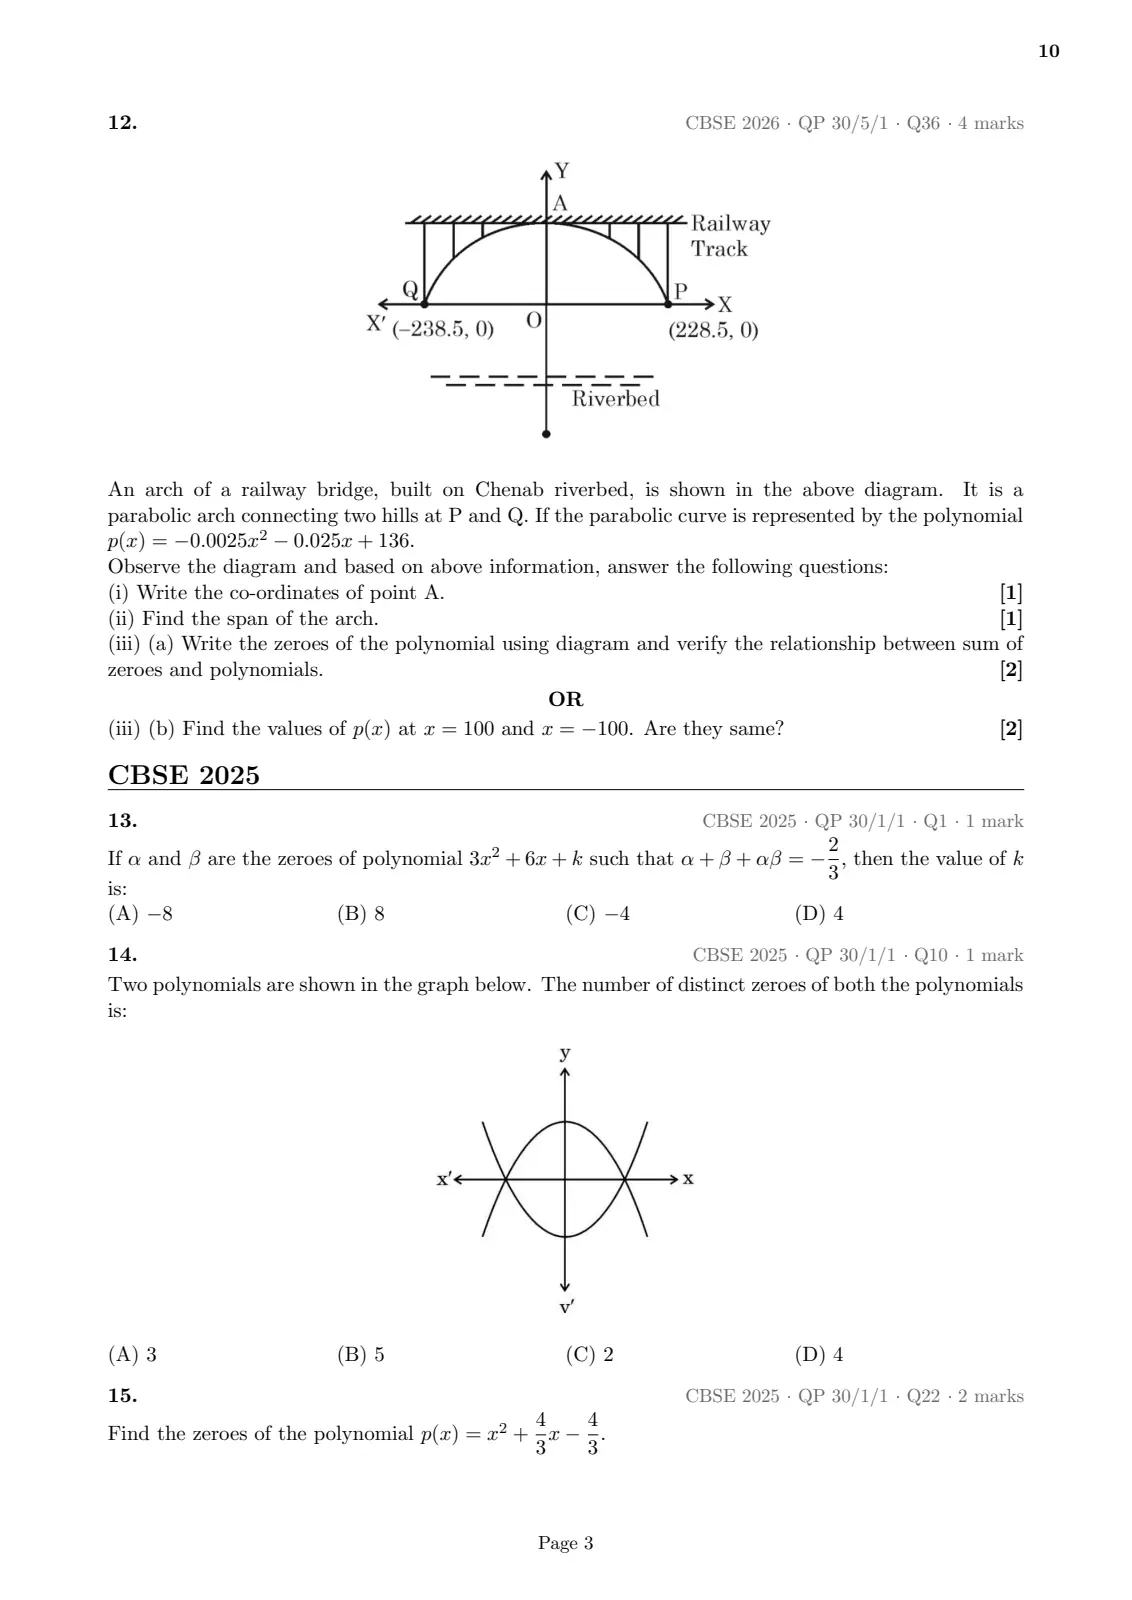 10
12. CBSE 2026 · QP 30/5/1 · Q36 · 4 marks
Y
A
Railway
Track
Q
P
X
X′ (–238.5, 0)
O
(228.5, 0)
Riverbed
An arch of a railway bridge, built on Chenab riverbed, is shown in the above diagram. It is a
parabolic arch connecting two hills at P and Q. If the parabolic curve is represented by the polynomial
p(x) = −0.0025x² − 0.025x + 136.
Observe the diagram and based on above information, answer the following questions:
(i) Write the co-ordinates of point A. [1]
(ii) Find the span of the arch. [1]
(iii) (a) Write the zeroes of the polynomial using diagram and verify the relationship between sum of
zeroes and polynomials. [2]
OR
(iii) (b) Find the values of p(x) at x = 100 and x = −100. Are they same? [2]
CBSE 2025
13. CBSE 2025 · QP 30/1/1 · Q1 · 1 mark
If α and β are the zeroes of polynomial 3x² + 6x + k such that α + β + αβ = −2/3, then the value of k
is:
(A) −8 (B) 8 (C) −4 (D) 4
14. CBSE 2025 · QP 30/1/1 · Q10 · 1 mark
Two polynomials are shown in the graph below. The number of distinct zeroes of both the polynomials
is:
y
x′ x
v′
(A) 3 (B) 5 (C) 2 (D) 4
15. CBSE 2025 · QP 30/1/1 · Q22 · 2 marks
Find the zeroes of the polynomial p(x) = x² + 4/3x − 4/3.
Page 3